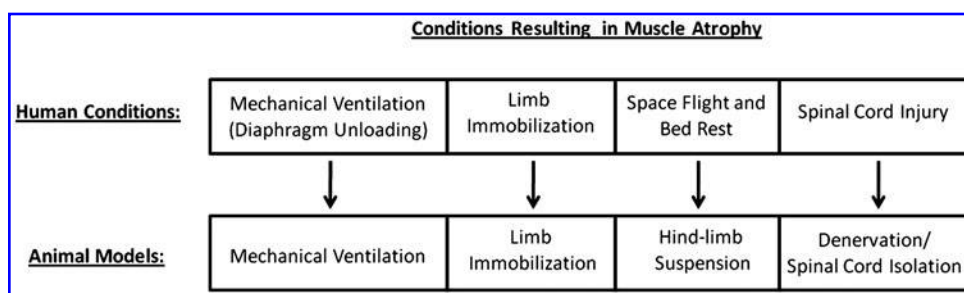 Conditions Resulting in Muscle Atrophy
Human Conditions:
Mechanical Ventilation
(Diaphragm Unloading)
Limb
Immobilization
Space Flight and
Bed Rest
Spinal Cord Injury
Animal Models:
Mechanical Ventilation
Limb
Immobilization
Hind-limb
Suspension
Denervation/
Spinal Cord Isolation